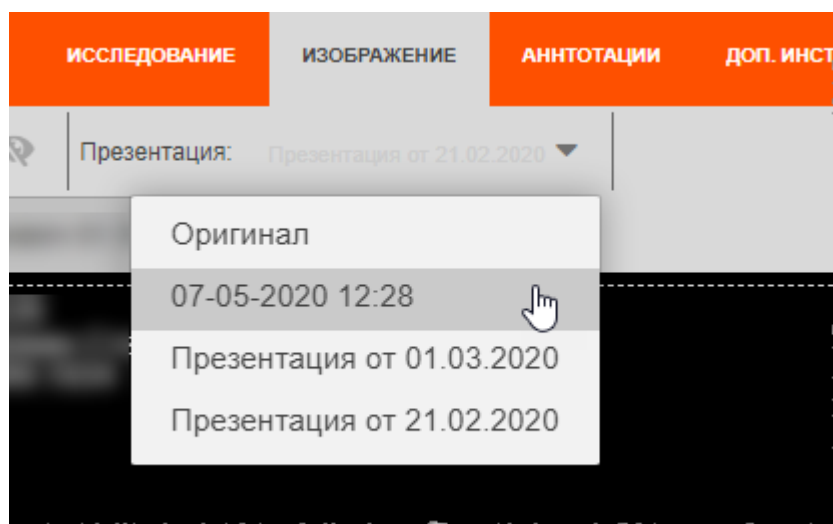 ИССЛЕДОВАНИЕ ИЗОБРАЖЕНИЕ АННТОТАЦИИ ДОП. ИНСТ
Презентация: Презентация от 21.02.2020
Оригинал
07-05-2020 12:28
Презентация от 01.03.2020
Презентация от 21.02.2020